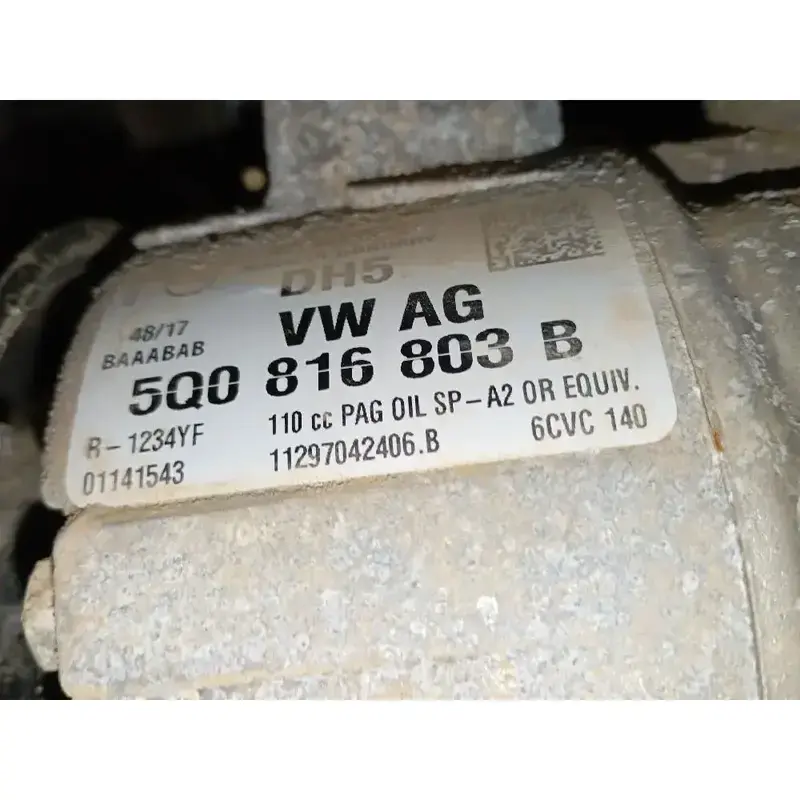 DH5
48/17
VW AG
BAAABAB
5Q0 816 803 B
R-1234YF 110 cc PAG OIL SP-A2 OR EQUIV.
01141543 11297042406.B 6CVC 140